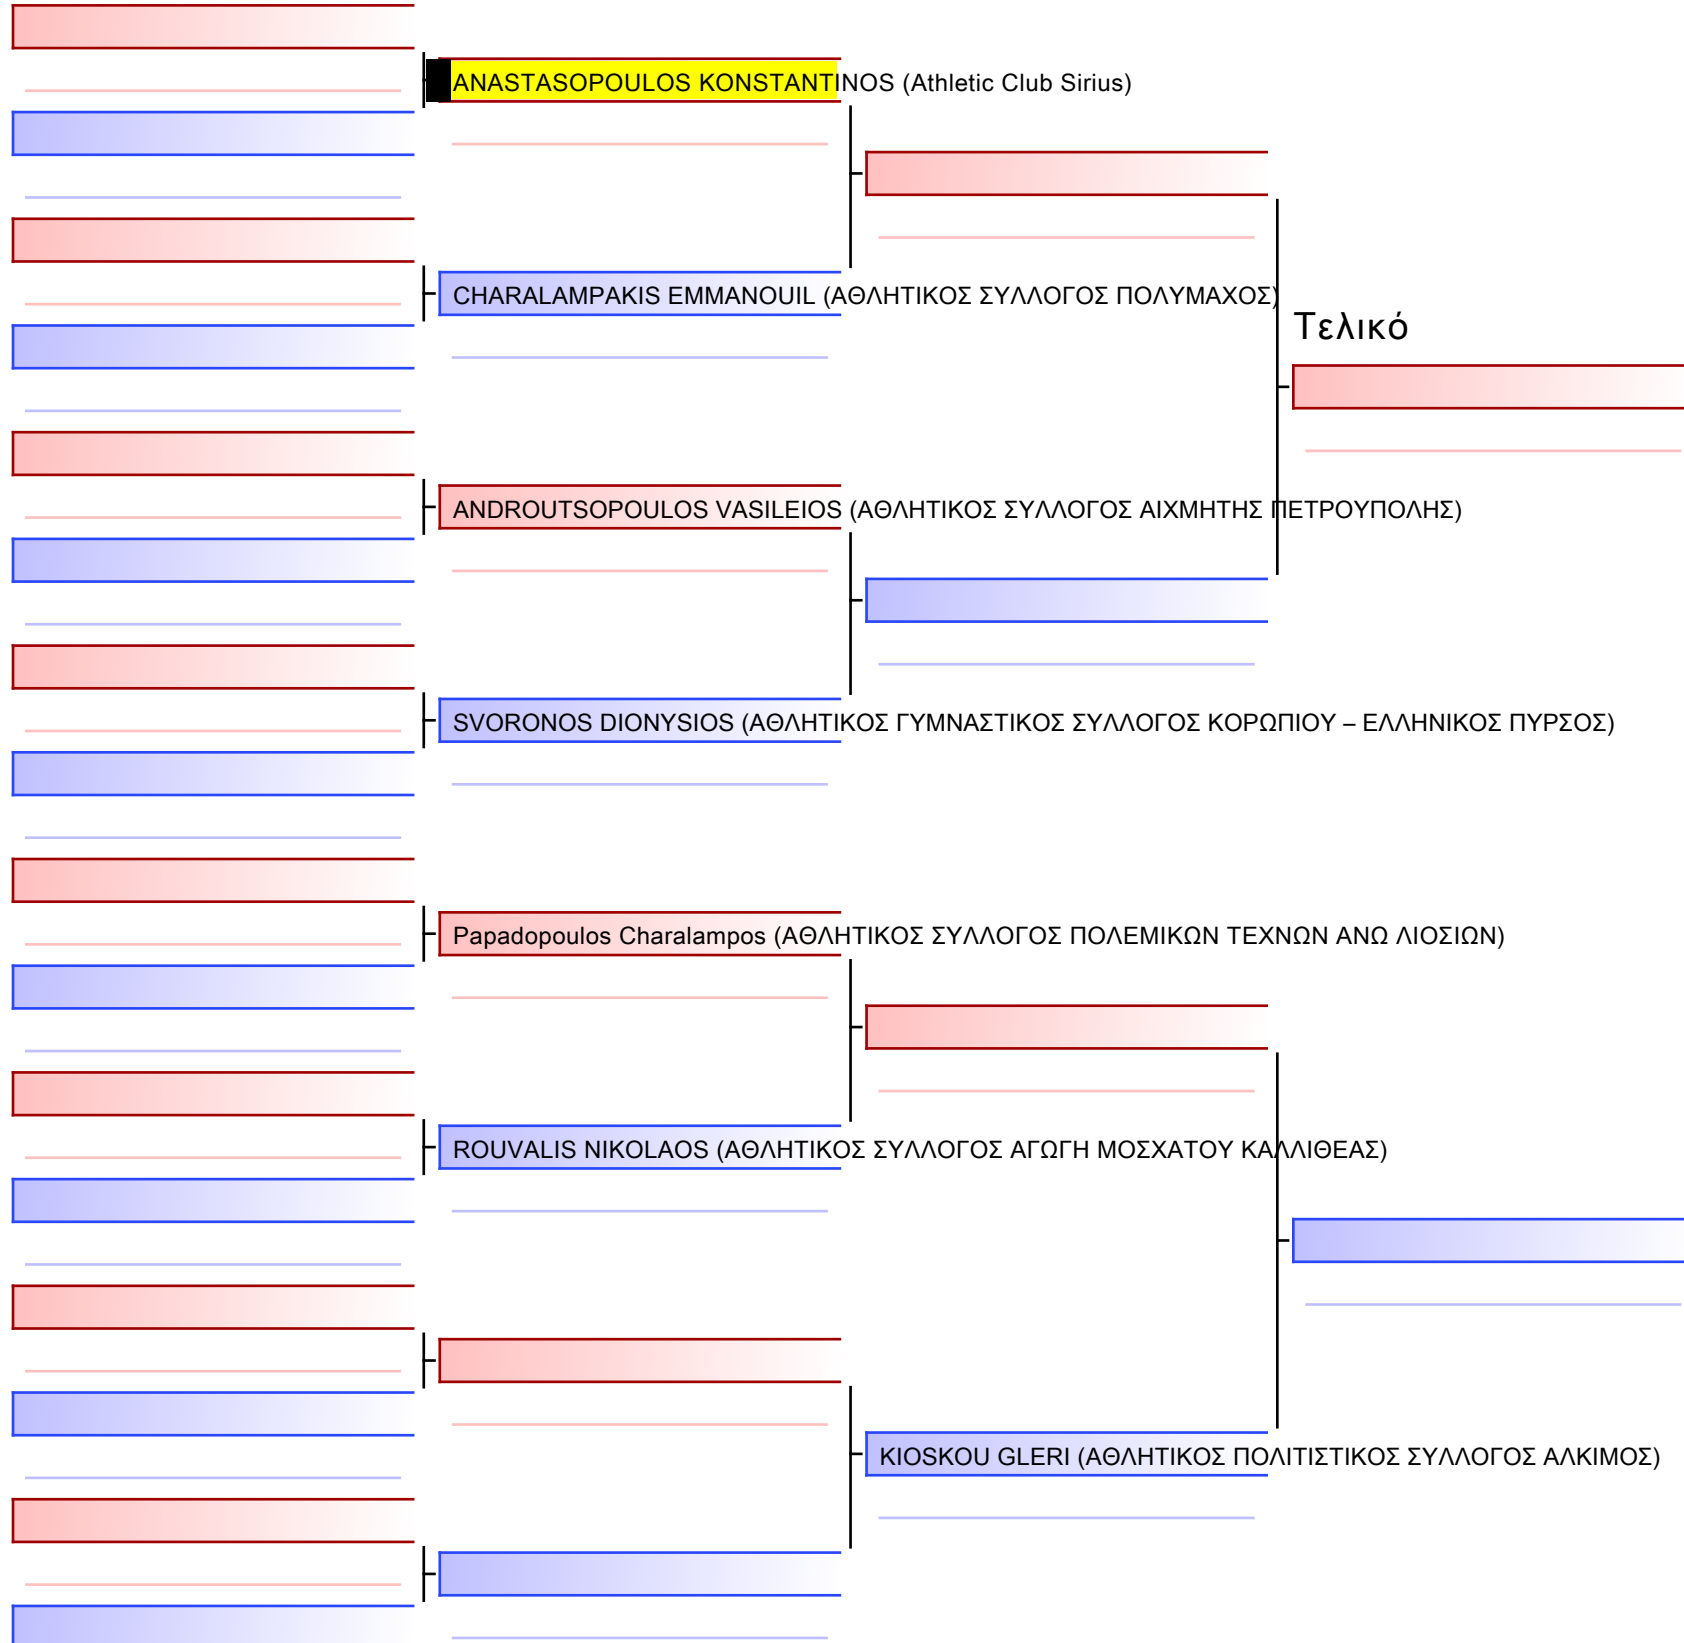 ANASTASOPOULOS KONSTANTINOS (Athletic Club Sirius)
CHARALAMPAKIS EMMANOUIL (ΑΘΛΗΤΙΚΟΣ ΣΥΛΛΟΓΟΣ ΠΟΛΥΜΑΧΟΣ)
Τελικό
ANDROUTSOPOULOS VASILEIOS (ΑΘΛΗΤΙΚΟΣ ΣΥΛΛΟΓΟΣ ΑΙΧΜΗΤΗΣ ΠΕΤΡΟΥΠΟΛΗΣ)
SVORONOS DIONYSIOS (ΑΘΛΗΤΙΚΟΣ ΓΥΜΝΑΣΤΙΚΟΣ ΣΥΛΛΟΓΟΣ ΚΟΡΩΠΙΟΥ – ΕΛΛΗΝΙΚΟΣ ΠΥΡΣΟΣ)
Papadopoulos Charalampos (ΑΘΛΗΤΙΚΟΣ ΣΥΛΛΟΓΟΣ ΠΟΛΕΜΙΚΩΝ ΤΕΧΝΩΝ ΑΝΩ ΛΙΟΣΙΩΝ)
ROUVALIS NIKOLAOS (ΑΘΛΗΤΙΚΟΣ ΣΥΛΛΟΓΟΣ ΑΓΩΓΗ ΜΟΣΧΑΤΟΥ ΚΑΛΛΙΘΕΑΣ)
KIOSKOU GLERI (ΑΘΛΗΤΙΚΟΣ ΠΟΛΙΤΙΣΤΙΚΟΣ ΣΥΛΛΟΓΟΣ ΑΛΚΙΜΟΣ)